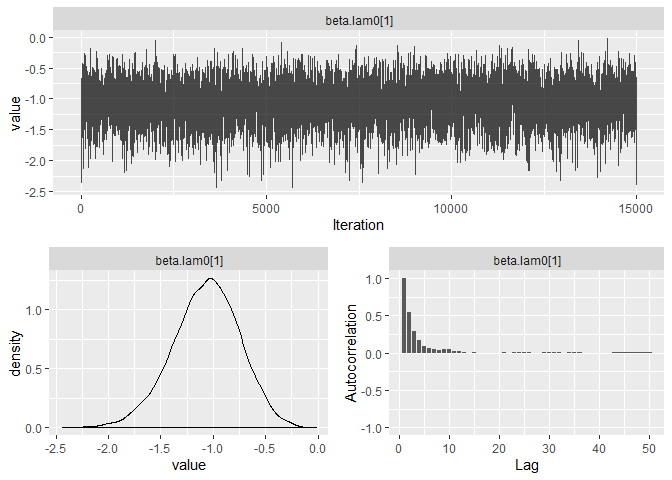 beta.lam0[1]
0.0
-0.5
-1.0
-1.5
-2.0
-2.5
value
0 5000 10000 15000
Iteration
beta.lam0[1]
1.0
0.5
0.0
density
-2.5 -2.0 -1.5 -1.0 -0.5 0.0
value
beta.lam0[1]
1.0
0.5
0.0
-0.5
-1.0
Autocorrelation
0 10 20 30 40 50
Lag